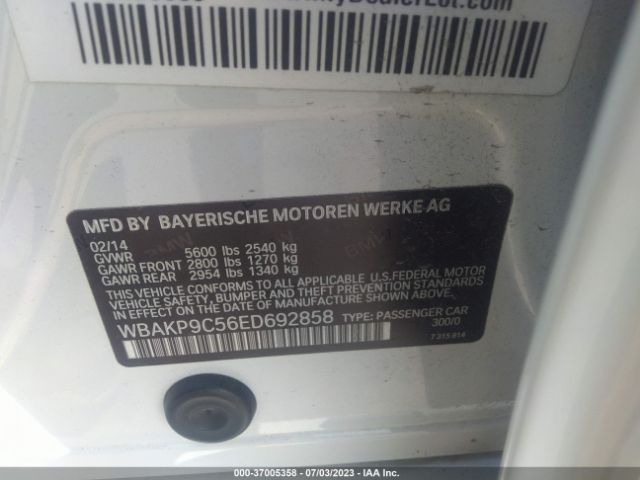 MFD BY BAYERISCHE MOTOREN WERKE AG
02/14
GVWR 5600 lbs 2540 kg
GAWR FRONT 2800 lbs 1270 kg
GAWR REAR 2954 lbs 1340 kg
THIS VEHICLE CONFORMS TO ALL APPLICABLE U.S.FEDERAL MOTOR
VEHICLE SAFETY, BUMPER AND THEFT PREVENTION STANDARDS
IN EFFECT ON THE DATE OF MANUFACTURE SHOWN ABOVE.
WBAKP9C56ED692858 TYPE: PASSENGER CAR
300/0
7 315 814
000-37005358 - 07/03/2023 - IAA Inc.